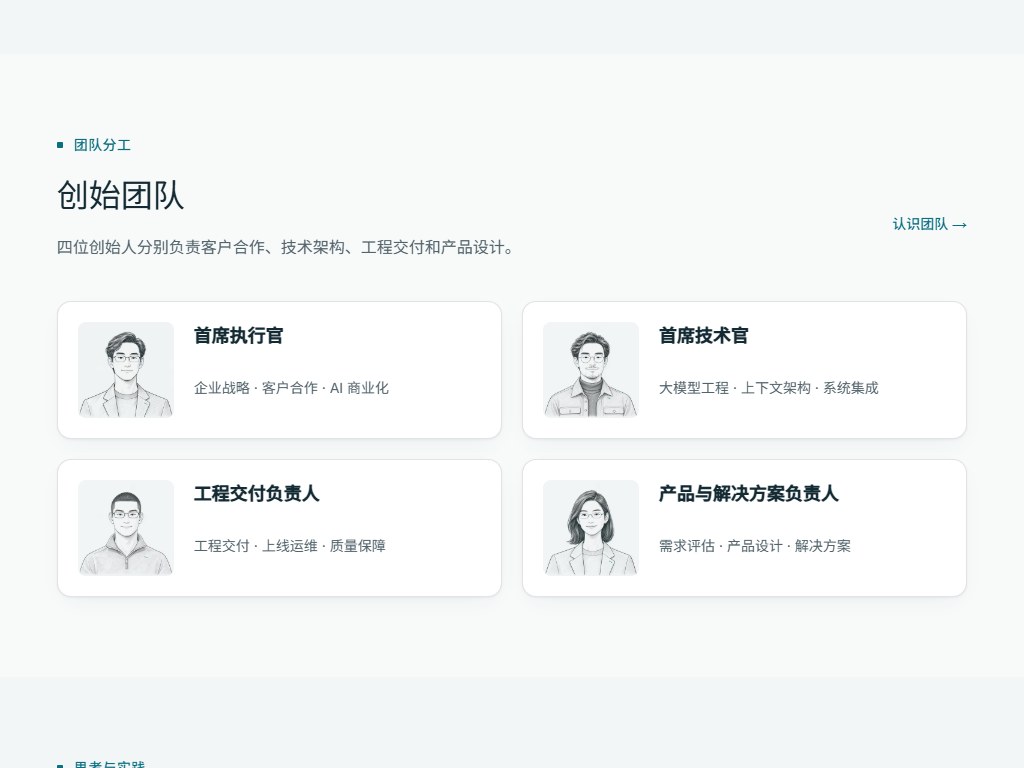 团队分工
创始团队
四位创始人分别负责客户合作、技术架构、工程交付和产品设计。
认识团队 →
首席执行官
企业战略 · 客户合作 · AI 商业化
首席技术官
大模型工程 · 上下文架构 · 系统集成
工程交付负责人
工程交付 · 上线运维 · 质量保障
产品与解决方案负责人
需求评估 · 产品设计 · 解决方案
思考与实践